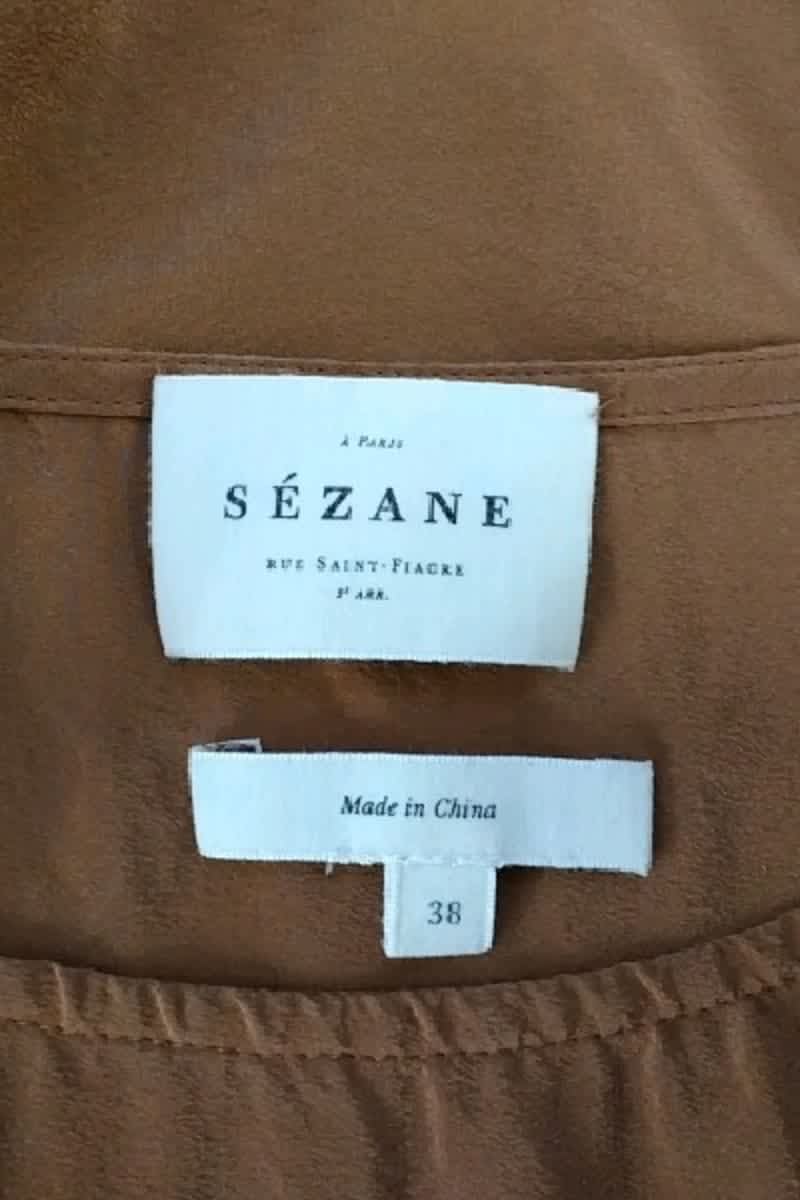 À PARIS
SÉZANE
RUE SAINT-FIACRE
2ᴱ ARR.
Made in China
38